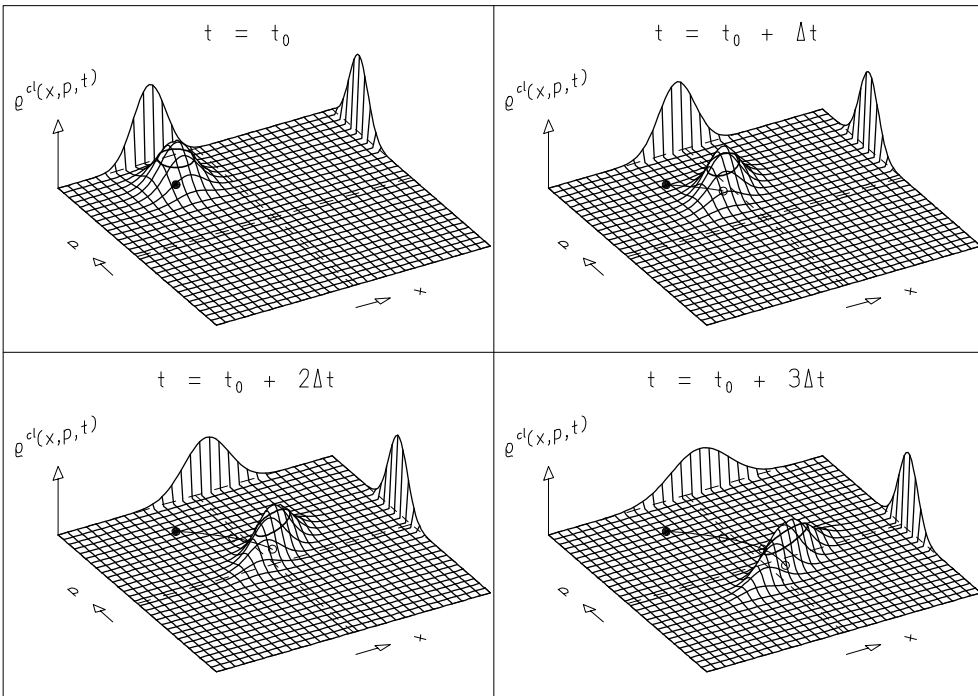 t = t₀
ϱ^cl(x,p,t)
p
x
t = t₀ + Δt
ϱ^cl(x,p,t)
p
x
t = t₀ + 2Δt
ϱ^cl(x,p,t)
p
x
t = t₀ + 3Δt
ϱ^cl(x,p,t)
p
x